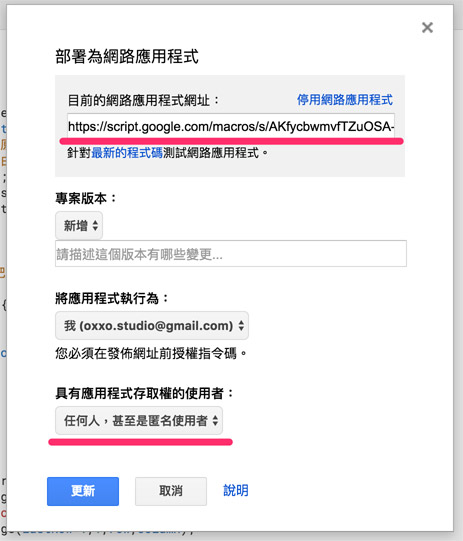 ×
部署為網路應用程式
目前的網路應用程式網址： 停用網路應用程式
https://script.google.com/macros/s/AKfycbwmvfTZuOSA-
針對最新的程式碼測試網路應用程式。
專案版本：
新增
請描述這個版本有哪些變更...
將應用程式執行為：
我 (oxxo.studio@gmail.com)
您必須在發佈網址前授權指令碼。
具有應用程式存取權的使用者：
任何人，甚至是匿名使用者
更新 取消 說明